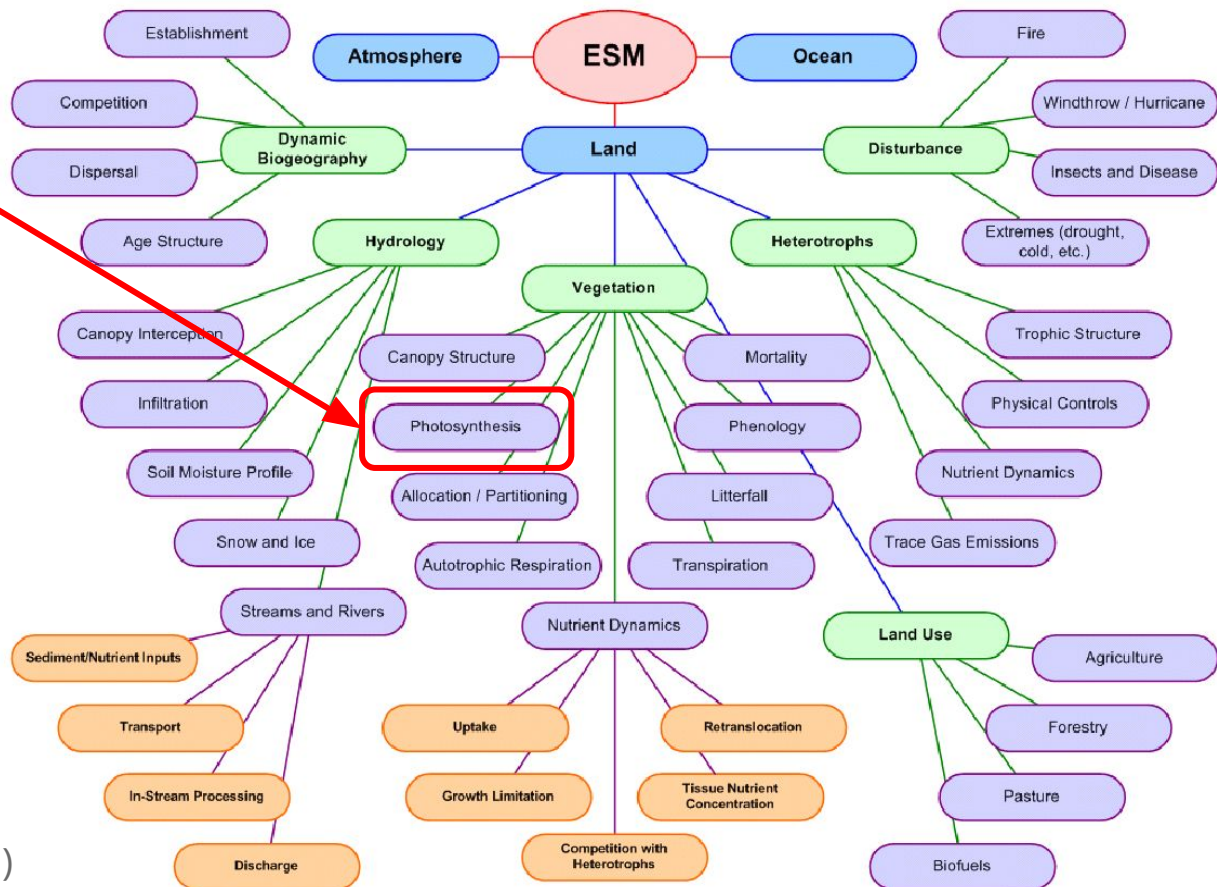 Establishment
Atmosphere
ESM
Ocean
Fire
Competition
Windthrow / Hurricane
Dynamic
Biogeography
Land
Disturbance
Dispersal
Insects and Disease
Age Structure
Hydrology
Heterotrophs
Extremes (drought,
cold, etc.)
Vegetation
Canopy Interception
Canopy Structure
Mortality
Trophic Structure
Infiltration
Photosynthesis
Phenology
Physical Controls
Soil Moisture Profile
Allocation / Partitioning
Litterfall
Nutrient Dynamics
Snow and Ice
Autotrophic Respiration
Transpiration
Trace Gas Emissions
Streams and Rivers
Nutrient Dynamics
Land Use
Sediment/Nutrient Inputs
Agriculture
Transport
Uptake
Retranslocation
Forestry
In-Stream Processing
Growth Limitation
Tissue Nutrient
Concentration
Pasture
Discharge
Competition with
Heterotrophs
Biofuels
)